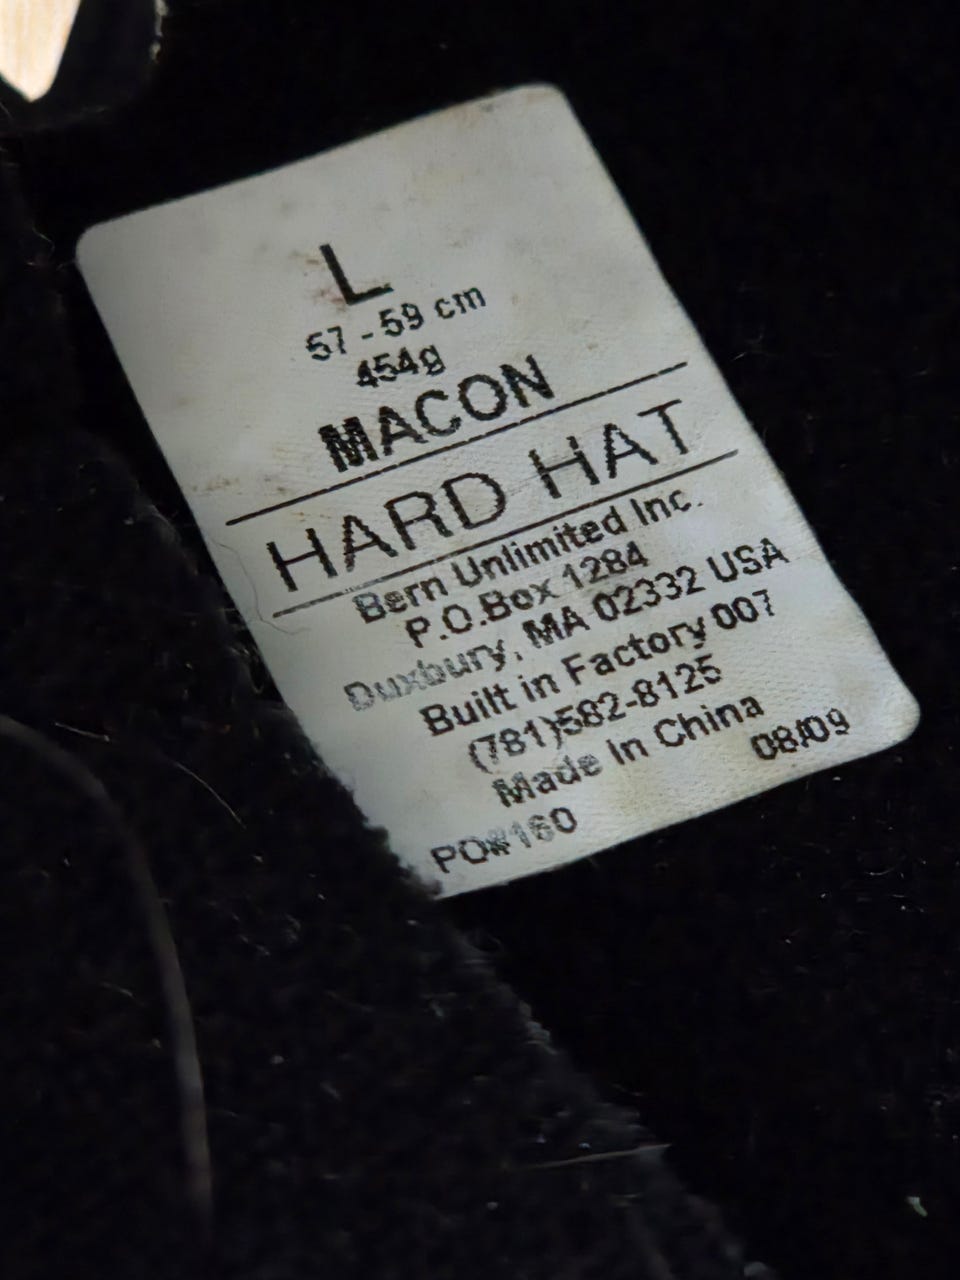 L
57 - 59 cm
454g
MACON
HARD HAT
Bern Unlimited Inc.
P.O.Box 1284
Duxbury, MA 02332 USA
Built in Factory 007
(781)582-8125
Made In China
08/09
PO#160